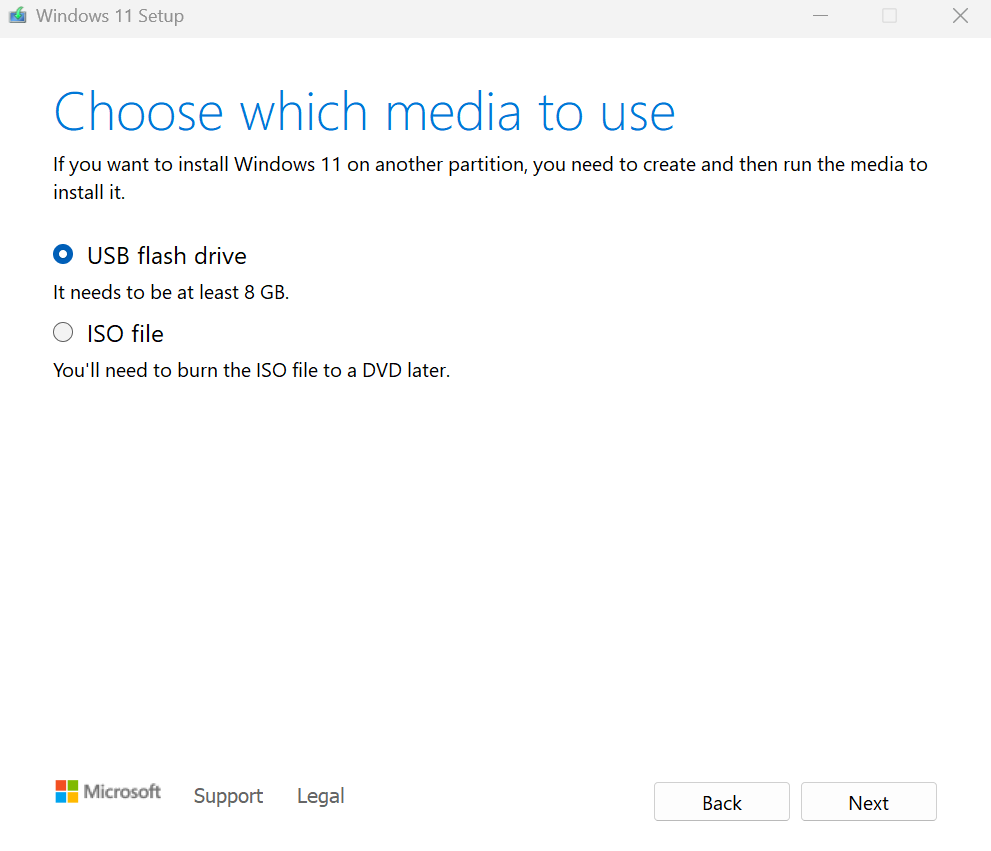 Windows 11 Setup
Choose which media to use
If you want to install Windows 11 on another partition, you need to create and then run the media to
install it.
USB flash drive
It needs to be at least 8 GB.
ISO file
You'll need to burn the ISO file to a DVD later.
Microsoft Support Legal Back Next